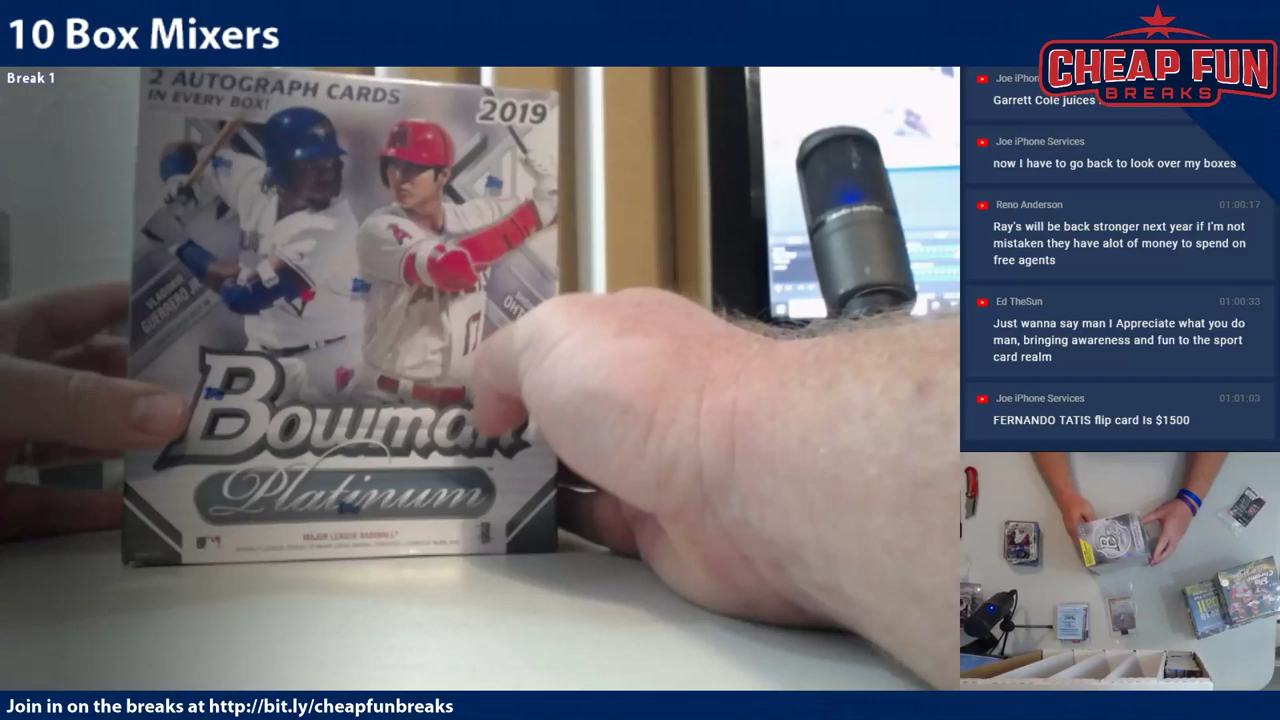 10 Box Mixers
CHEAP FUN
BREAKS
Break 1
2 AUTOGRAPH CARDS
IN EVERY BOX!
2019
VLADIMIR
GUERRERO JR.
Bowman
Platinum
MAJOR LEAGUE BASEBALL
Joe iPhon
Garrett Cole juices
Joe iPhone Services
now I have to go back to look over my boxes
Reno Anderson 01:00:17
Ray's will be back stronger next year if I'm not
mistaken they have alot of money to spend on
free agents
Ed TheSun 01:00:33
Just wanna say man I Appreciate what you do
man, bringing awareness and fun to the sport
card realm
Joe iPhone Services 01:01:03
FERNANDO TATIS flip card Is $1500
Join in on the breaks at http://bit.ly/cheapfunbreaks